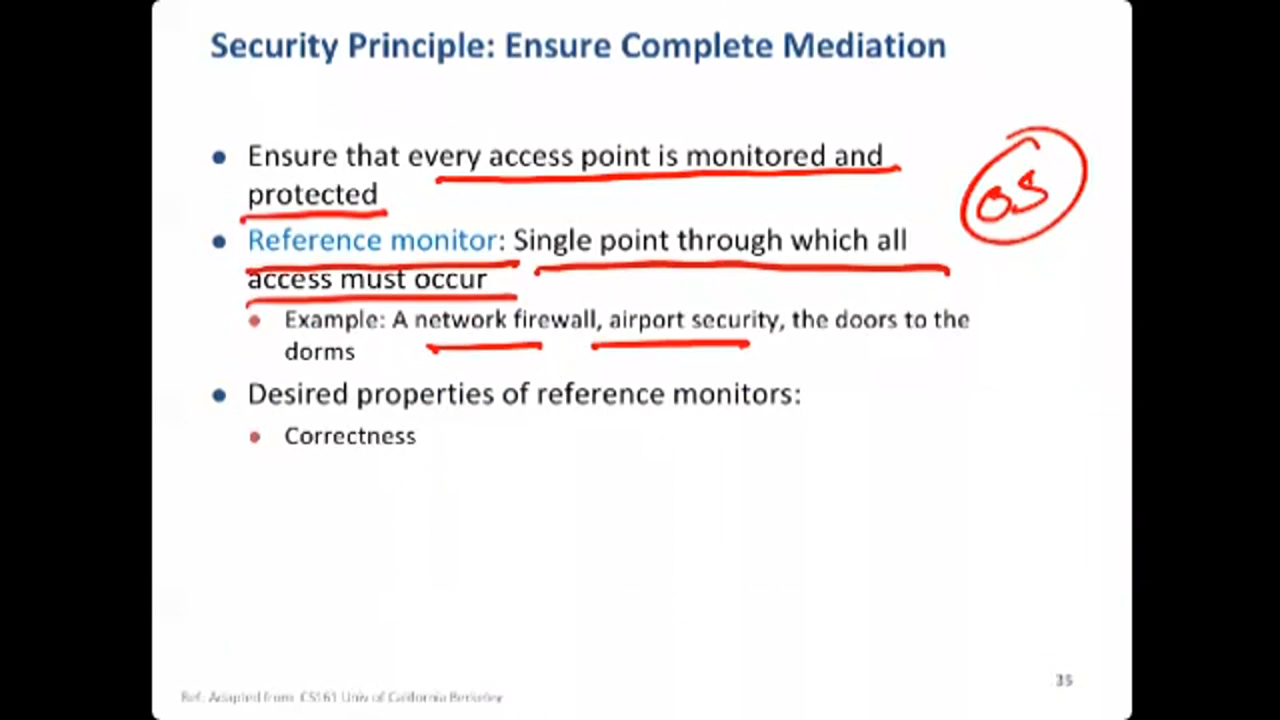 Security Principle: Ensure Complete Mediation
● Ensure that every access point is monitored and
protected
OS
● Reference monitor: Single point through which all
access must occur
● Example: A network firewall, airport security, the doors to the
dorms
● Desired properties of reference monitors:
● Correctness
35
Ref: Adapted from: CS161 Univ of California Berkeley